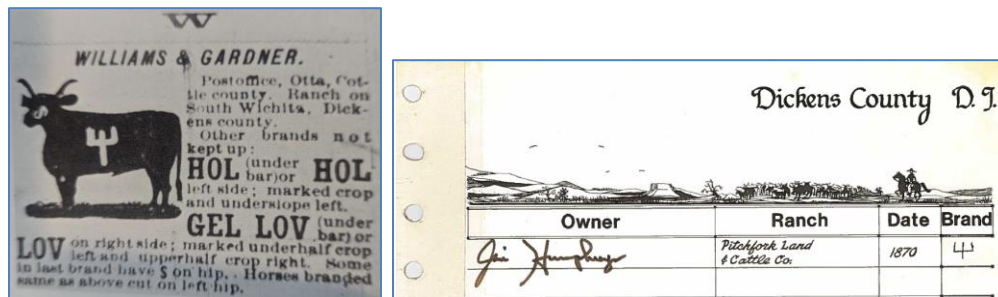 W
WILLIAMS & GARDNER.
Postoffice, Otta, Cot-
tle county. Ranch on
South Wichita, Dick-
ens county.
Other brands not
kept up:
HOL (under bar) or HOL
left side; marked crop
and underslope left.
GEL LOV (under bar) or
LOV on right side; marked underhalf crop
left and upperhalf crop right. Some
in last brand have $ on hip. Horses branded
same as above cut on left hip.
Dickens County D. J.
Owner Ranch Date Brand
Jim Humphreys Pitchfork Land
& Cattle Co. 1870